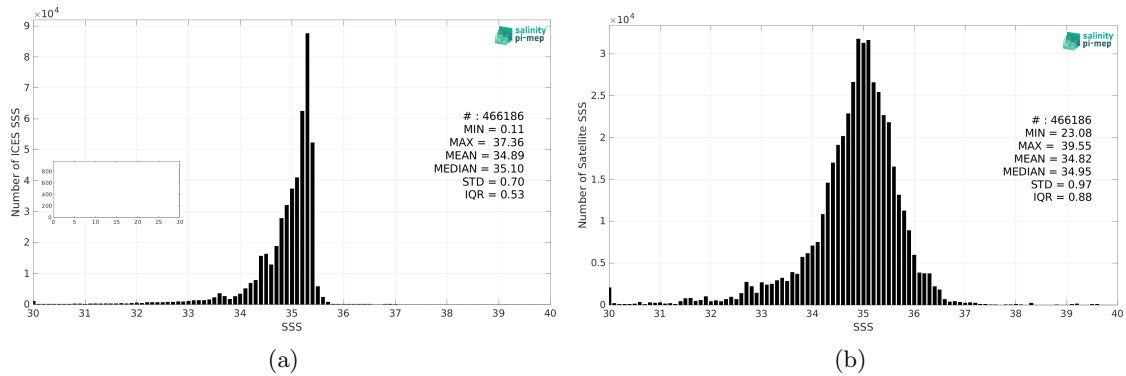 ×10⁴
9
8
7
6
5
4
3
2
1
0
Number of ICES SSS
salinity
pi-mep
# : 466186
MIN = 0.11
MAX = 37.36
MEAN = 34.89
MEDIAN = 35.10
STD = 0.70
IQR = 0.53
800
600
400
200
0
0 5 10 15 20 25 30
30 31 32 33 34 35 36 37 38 39 40
SSS
(a)
×10⁴
3
2.5
2
1.5
1
0.5
0
Number of Satellite SSS
salinity
pi-mep
# : 466186
MIN = 23.08
MAX = 39.55
MEAN = 34.82
MEDIAN = 34.95
STD = 0.97
IQR = 0.88
30 31 32 33 34 35 36 37 38 39 40
SSS
(b)